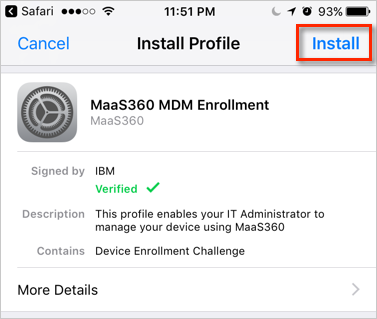 Safari 11:51 PM 93%
Cancel Install Profile Install
MaaS360 MDM Enrollment
MaaS360
Signed by IBM
Verified
Description This profile enables your IT Administrator to
manage your device using MaaS360
Contains Device Enrollment Challenge
More Details